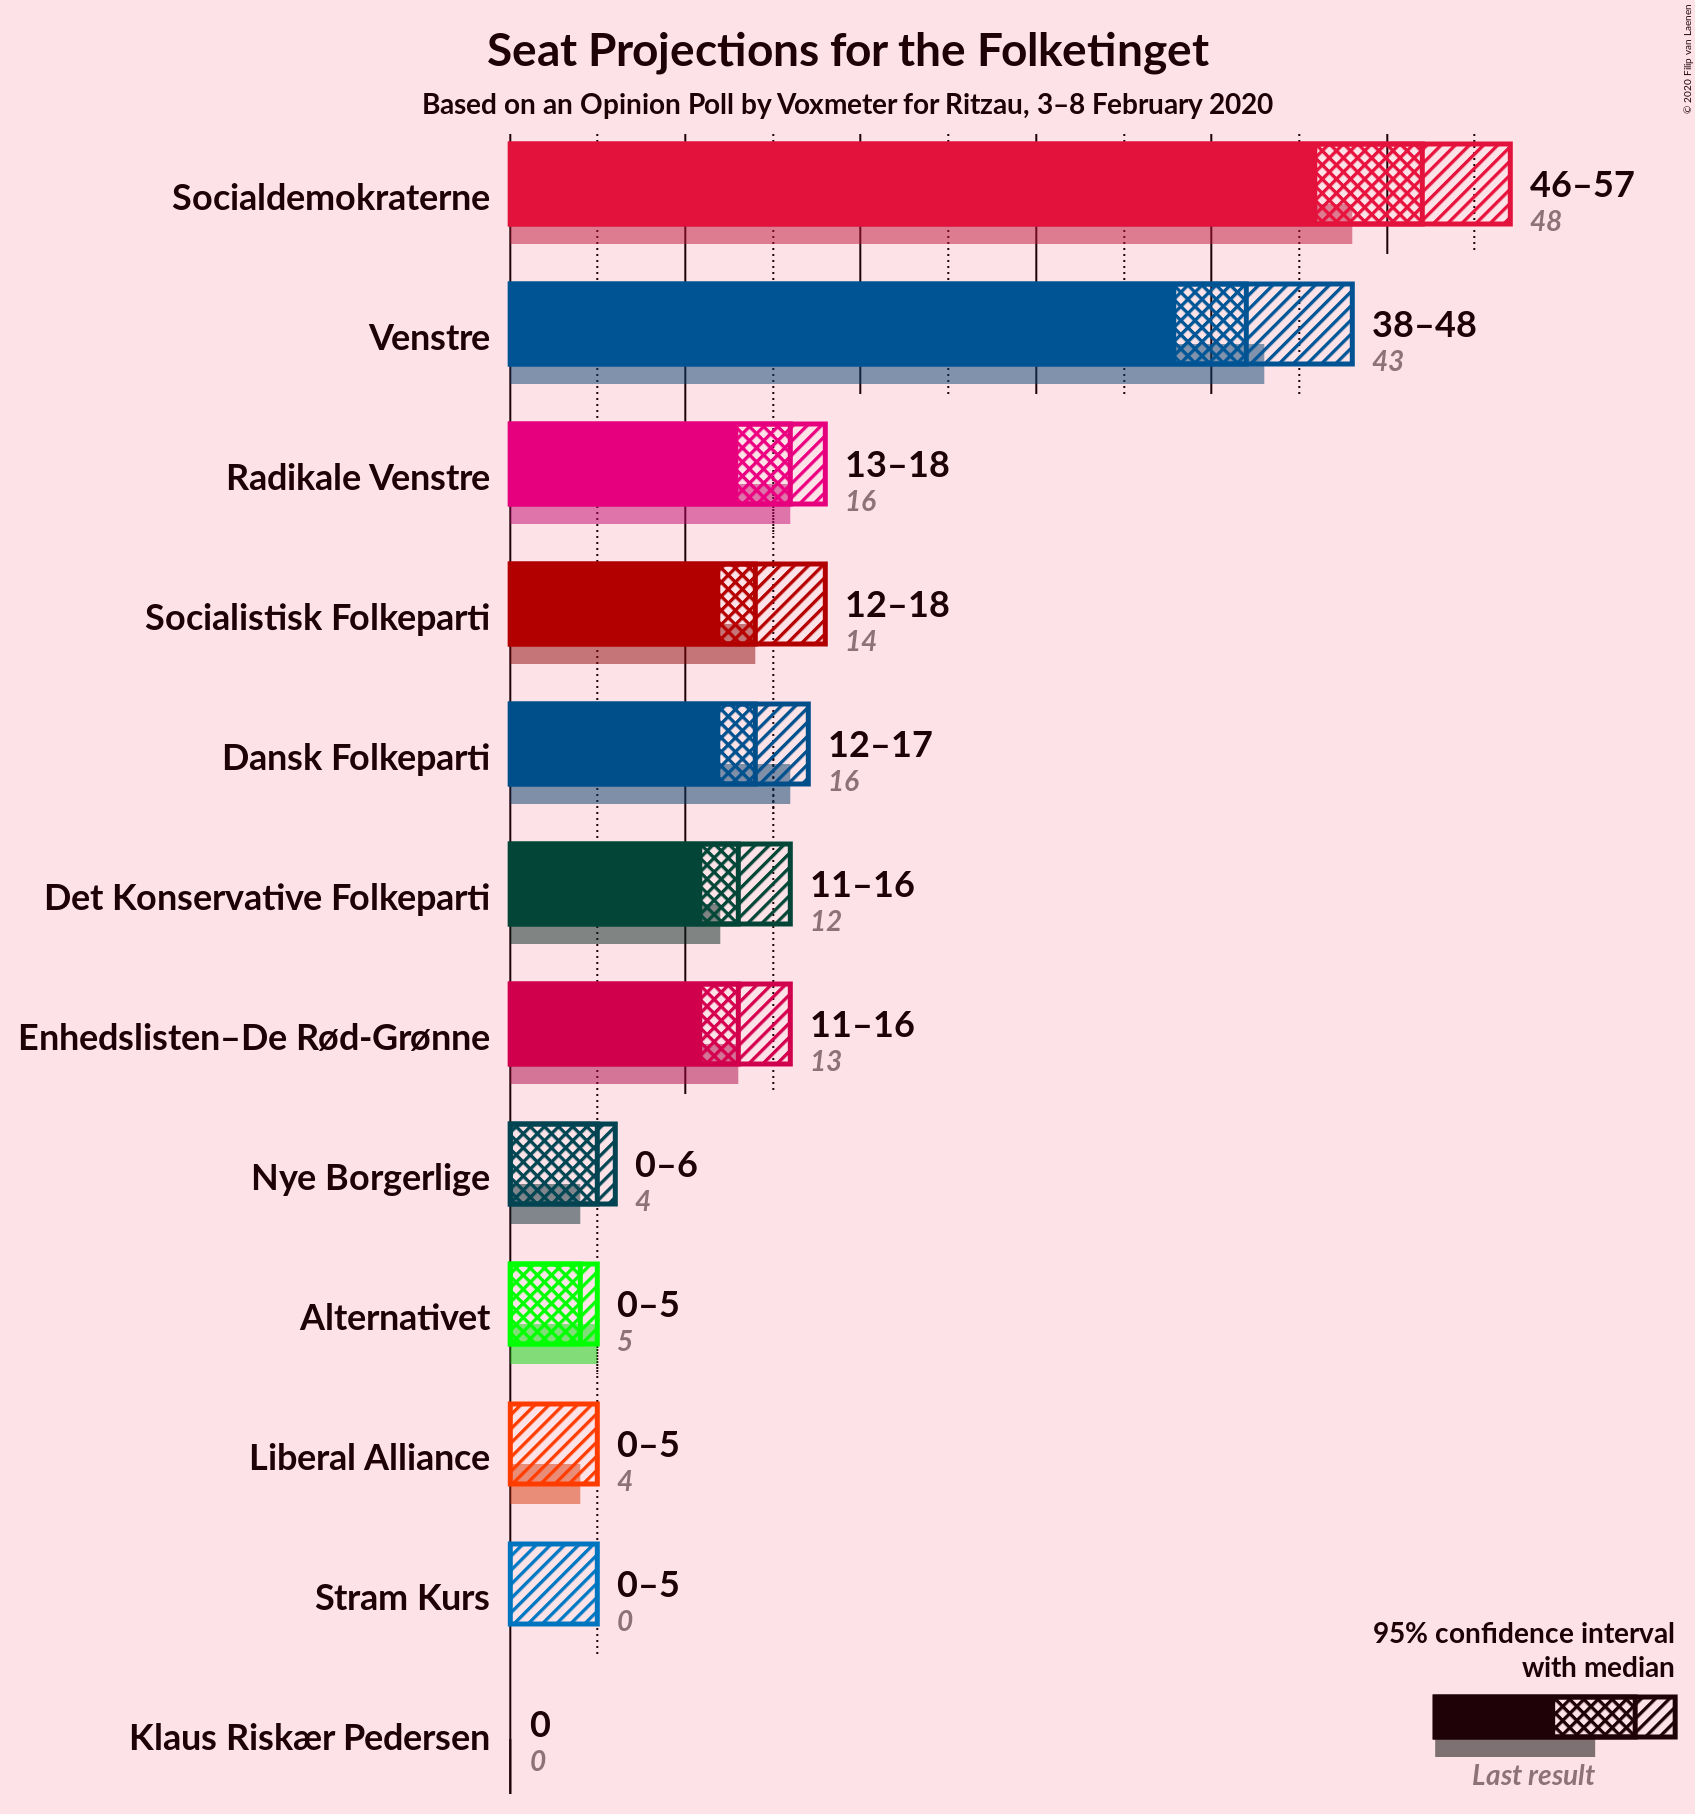 Seat Projections for the Folketinget
Based on an Opinion Poll by Voxmeter for Ritzau, 3–8 February 2020
© 2020 Filip van Laenen
Socialdemokraterne
46–57
48
Venstre
38–48
43
Radikale Venstre
13–18
16
Socialistisk Folkeparti
12–18
14
Dansk Folkeparti
12–17
16
Det Konservative Folkeparti
11–16
12
Enhedslisten–De Rød-Grønne
11–16
13
Nye Borgerlige
0–6
4
Alternativet
0–5
5
Liberal Alliance
0–5
4
Stram Kurs
0–5
0
Klaus Riskær Pedersen
0
0
95% confidence interval
with median
Last result